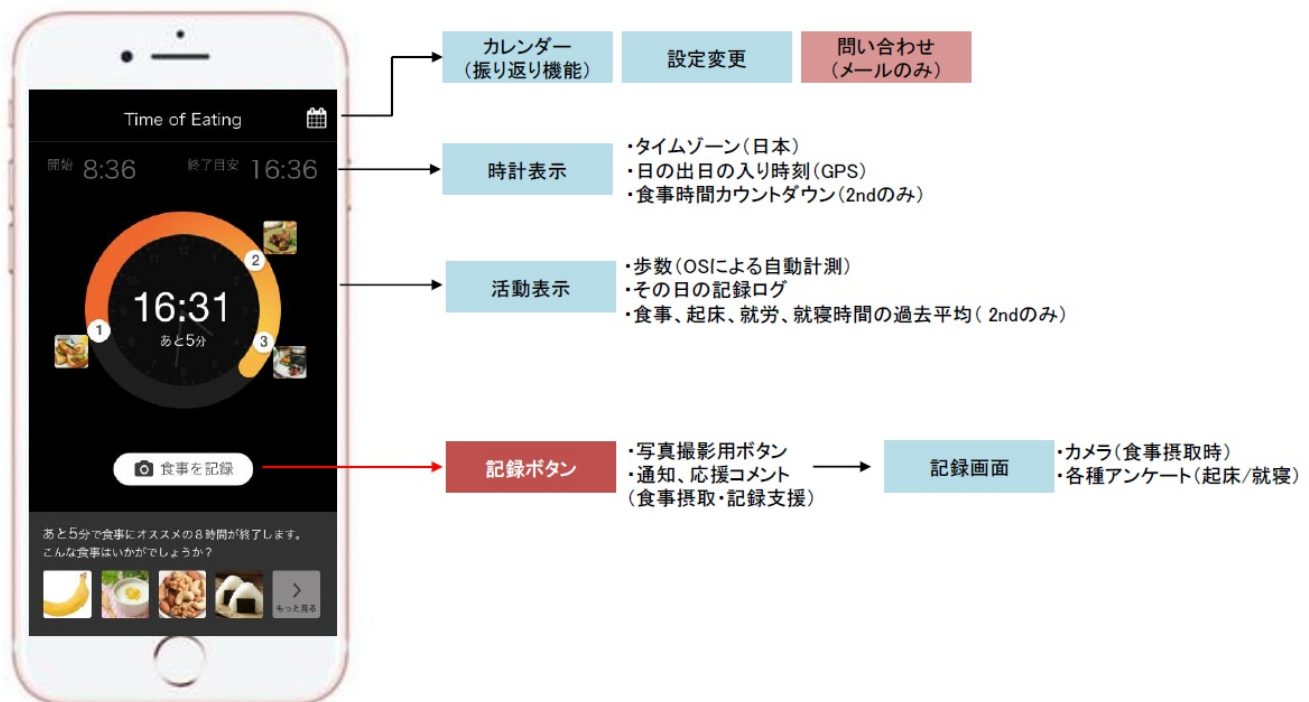 Time of Eating
開始 8:36 終了目安 16:36
2
16:31
1
あと5分
3
食事を記録
あと5分で食事にオススメの8時間が終了します。
こんな食事はいかがでしょうか？
もっと見る
カレンダー
(振り返り機能)
設定変更
問い合わせ
(メールのみ)
時計表示
・タイムゾーン(日本)
・日の出日の入り時刻(GPS)
・食事時間カウントダウン(2ndのみ)
活動表示
・歩数(OSによる自動計測)
・その日の記録ログ
・食事、起床、就労、就寝時間の過去平均( 2ndのみ)
記録ボタン
・写真撮影用ボタン
・通知、応援コメント
(食事摂取・記録支援)
記録画面
・カメラ(食事摂取時)
・各種アンケート(起床/就寝)